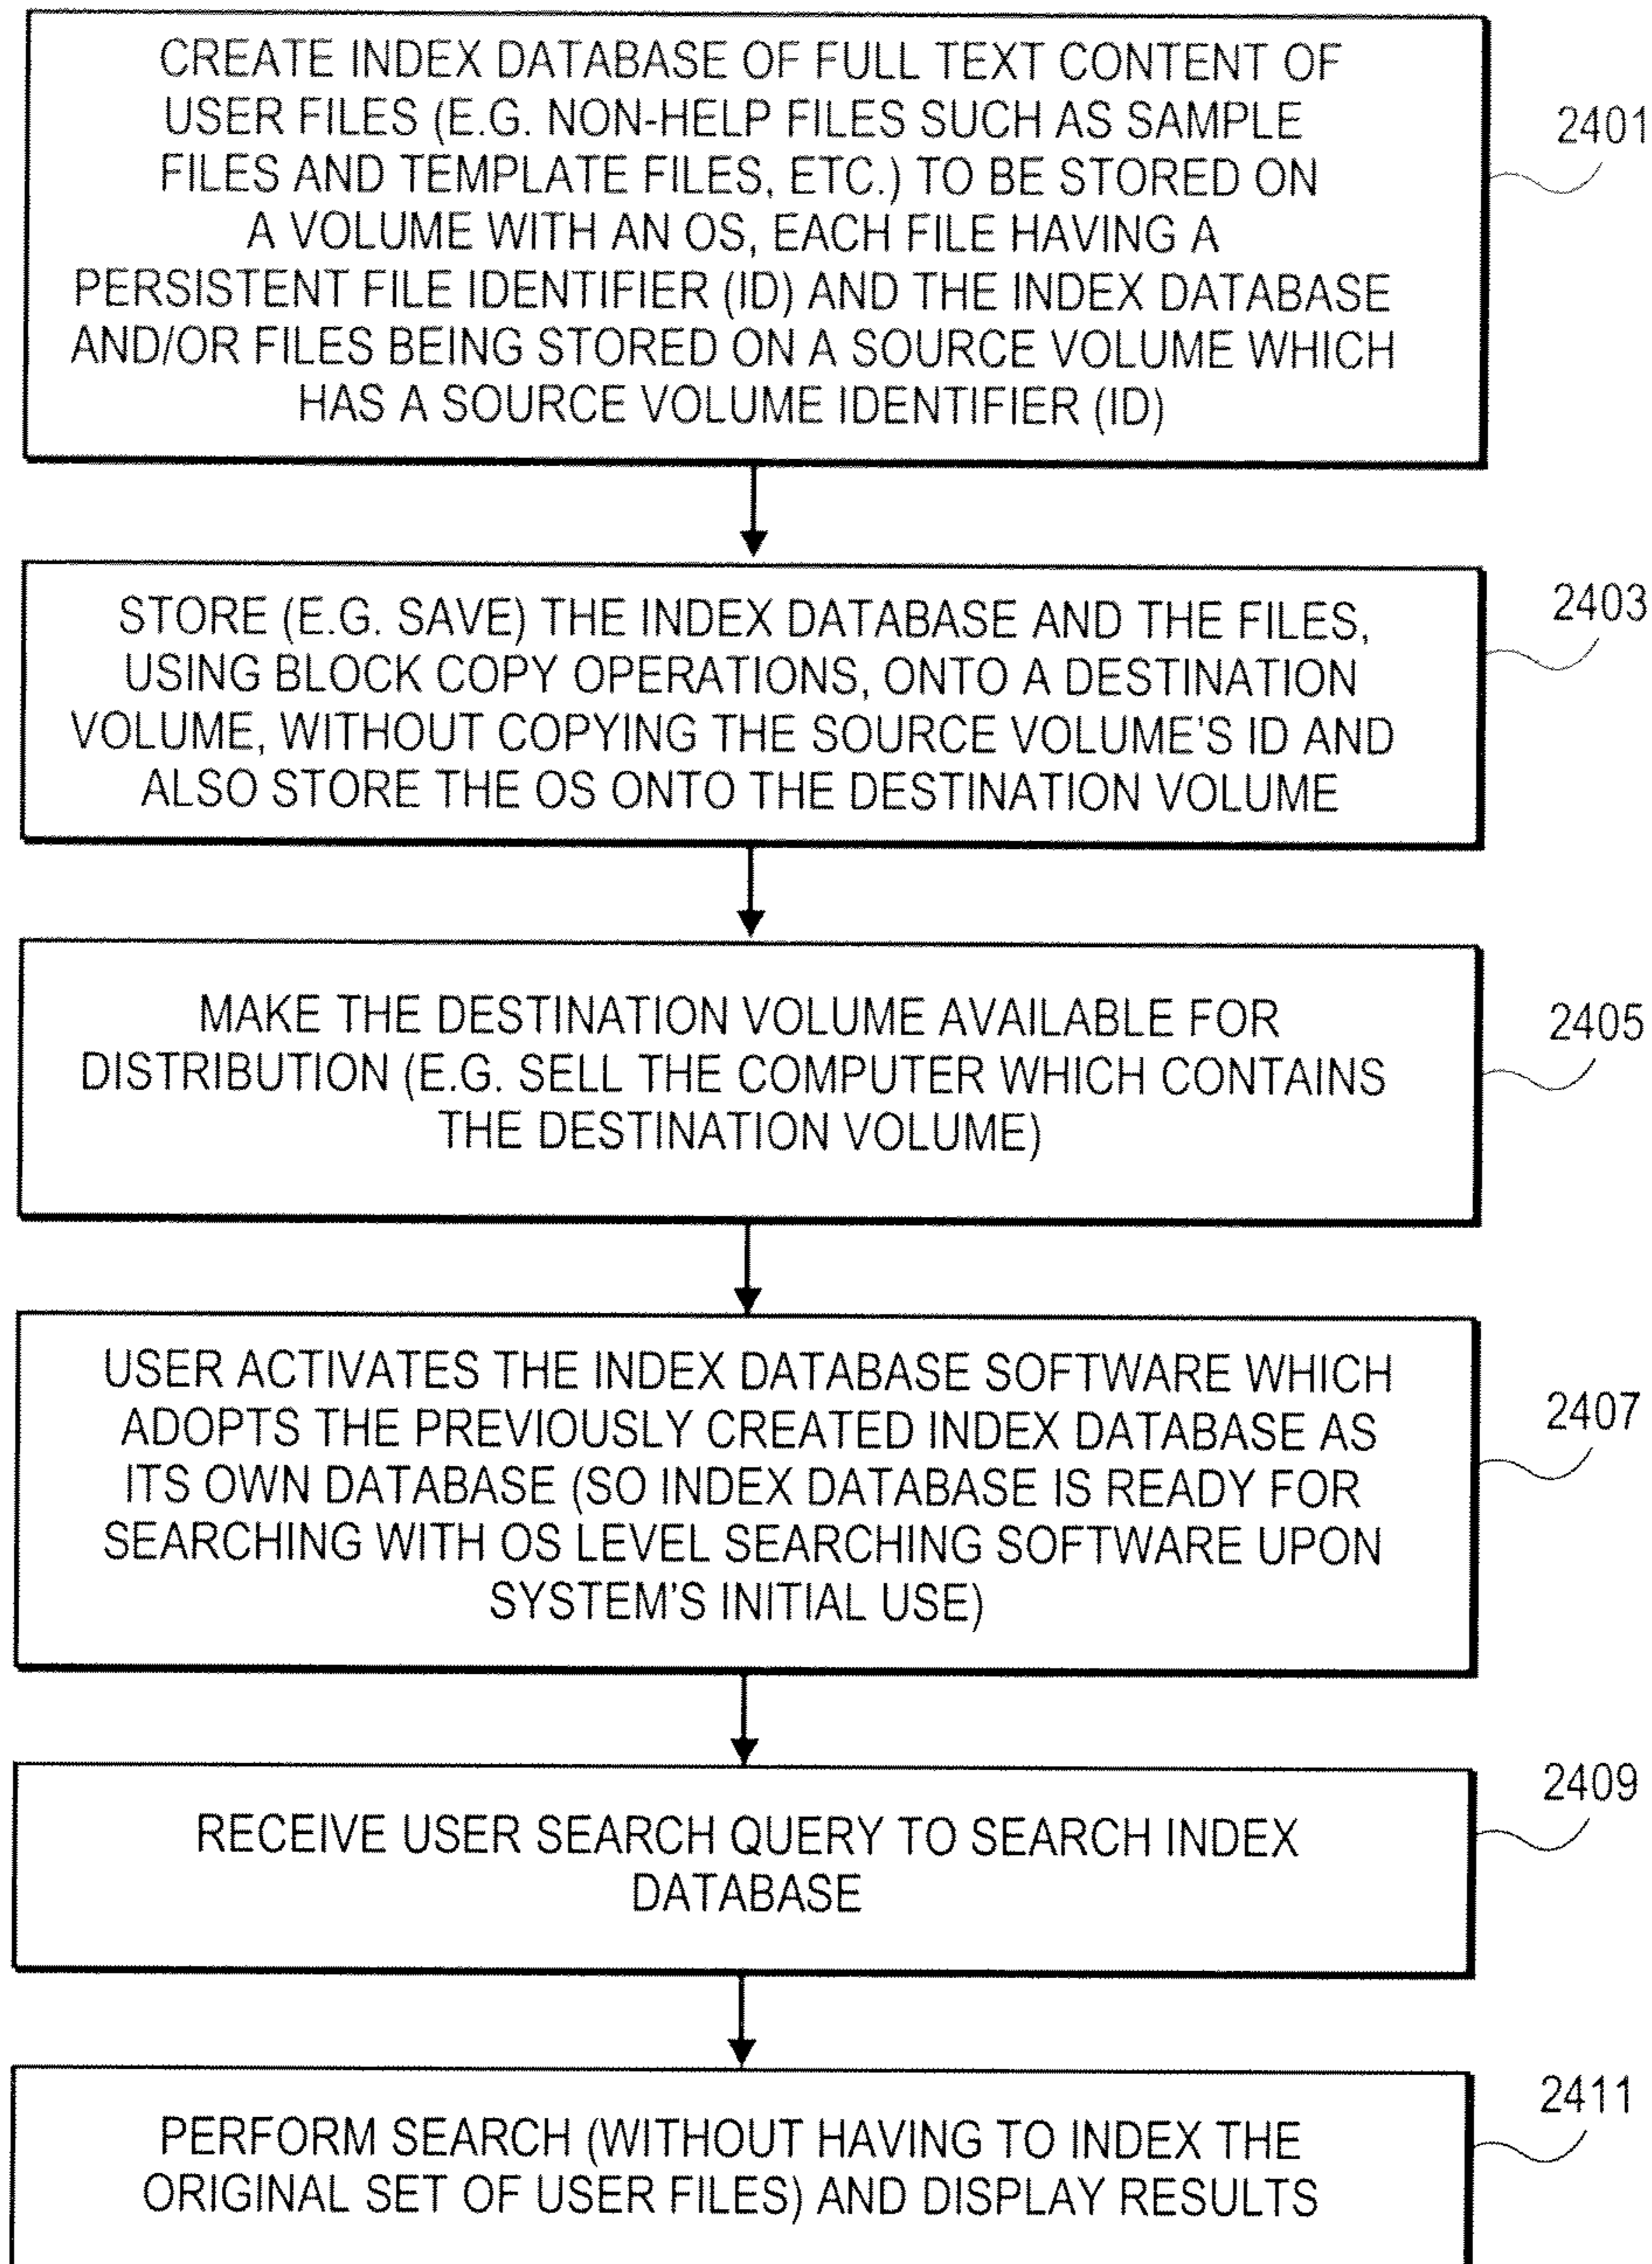 CREATE INDEX DATABASE OF FULL TEXT CONTENT OF
USER FILES (E.G. NON-HELP FILES SUCH AS SAMPLE
FILES AND TEMPLATE FILES, ETC.) TO BE STORED ON
A VOLUME WITH AN OS, EACH FILE HAVING A
PERSISTENT FILE IDENTIFIER (ID) AND THE INDEX DATABASE
AND/OR FILES BEING STORED ON A SOURCE VOLUME WHICH
HAS A SOURCE VOLUME IDENTIFIER (ID)
2401
STORE (E.G. SAVE) THE INDEX DATABASE AND THE FILES,
USING BLOCK COPY OPERATIONS, ONTO A DESTINATION
VOLUME, WITHOUT COPYING THE SOURCE VOLUME'S ID AND
ALSO STORE THE OS ONTO THE DESTINATION VOLUME
2403
MAKE THE DESTINATION VOLUME AVAILABLE FOR
DISTRIBUTION (E.G. SELL THE COMPUTER WHICH CONTAINS
THE DESTINATION VOLUME)
2405
USER ACTIVATES THE INDEX DATABASE SOFTWARE WHICH
ADOPTS THE PREVIOUSLY CREATED INDEX DATABASE AS
ITS OWN DATABASE (SO INDEX DATABASE IS READY FOR
SEARCHING WITH OS LEVEL SEARCHING SOFTWARE UPON
SYSTEM'S INITIAL USE)
2407
RECEIVE USER SEARCH QUERY TO SEARCH INDEX
DATABASE
2409
PERFORM SEARCH (WITHOUT HAVING TO INDEX THE
ORIGINAL SET OF USER FILES) AND DISPLAY RESULTS
2411